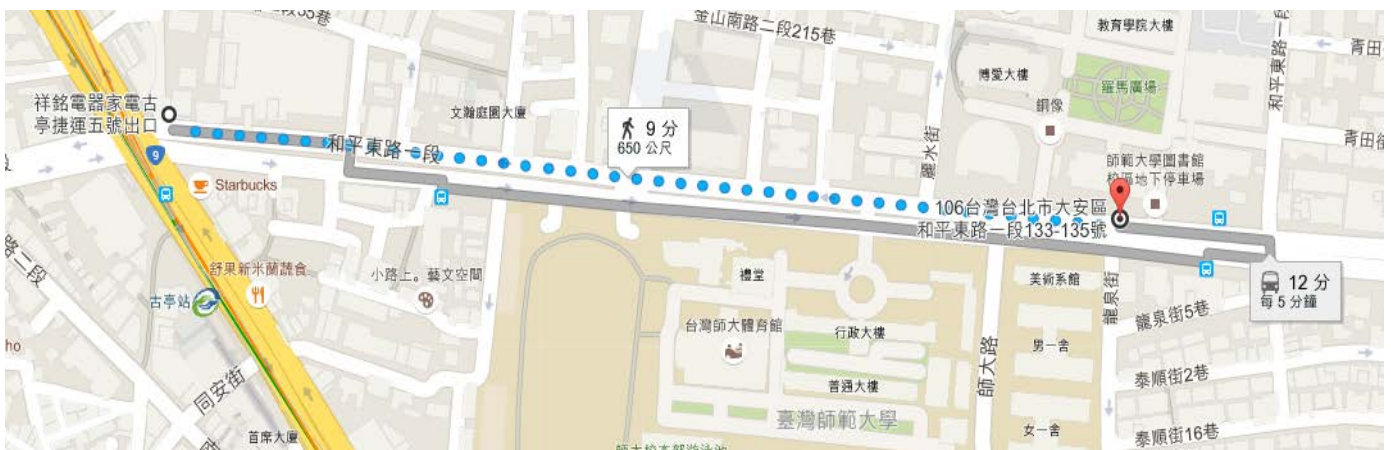 金山南路二段215巷
教育學院大樓
青田街
和平東路一段
祥銘電器家電古
亭捷運五號出口
文瀚庭園大廈
9 分
650 公尺
博愛大樓
羅馬廣場
銅像
麗水街
青田街
9
和平東路一段
Starbucks
師範大學圖書館
校區地下停車場
106台灣台北市大安區
和平東路一段133-135號
舒果新米蘭蔬食
小路上。藝文空間
禮堂
美術系館
12 分
每 5 分鐘
古亭站
台灣師大體育館
行政大樓
龍泉街
龍泉街5巷
師大路
男一舍
普通大樓
泰順街2巷
同安街
臺灣師範大學
首席大廈
女一舍
泰順街16巷